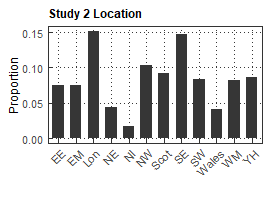 Study 2 Location
Proportion
0.15
0.10
0.05
0.00
EE
EM
Lon
NE
NI
NW
Scot
SE
SW
Wales
WM
YH